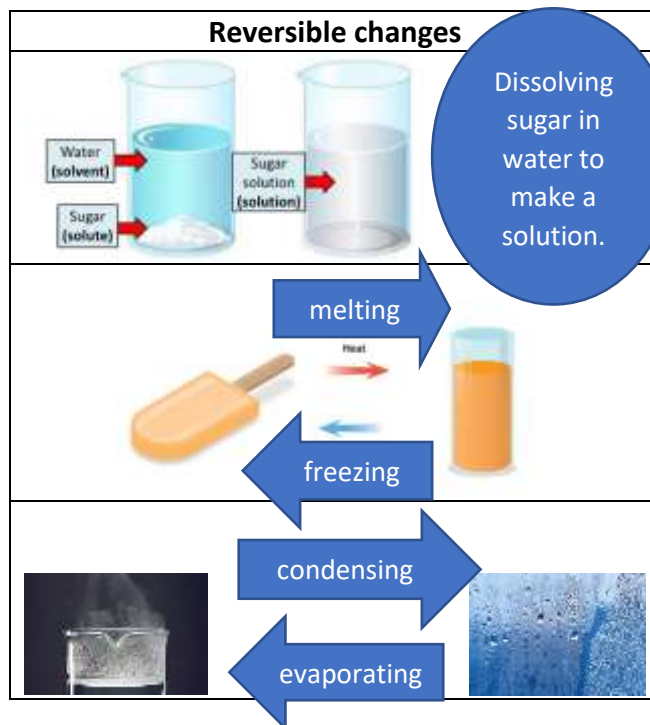 Reversible changes
Dissolving
sugar in
water to
make a
solution.
Water
(solvent)
Sugar
solution
(solution)
Sugar
(solute)
melting
Heat
freezing
condensing
evaporating